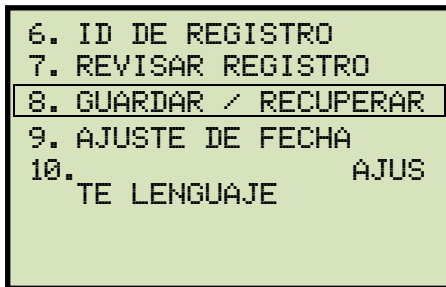 6. ID DE REGISTRO
7. REVISAR REGISTRO
8. GUARDAR / RECUPERAR
9. AJUSTE DE FECHA
10. AJUS
TE LENGUAJE